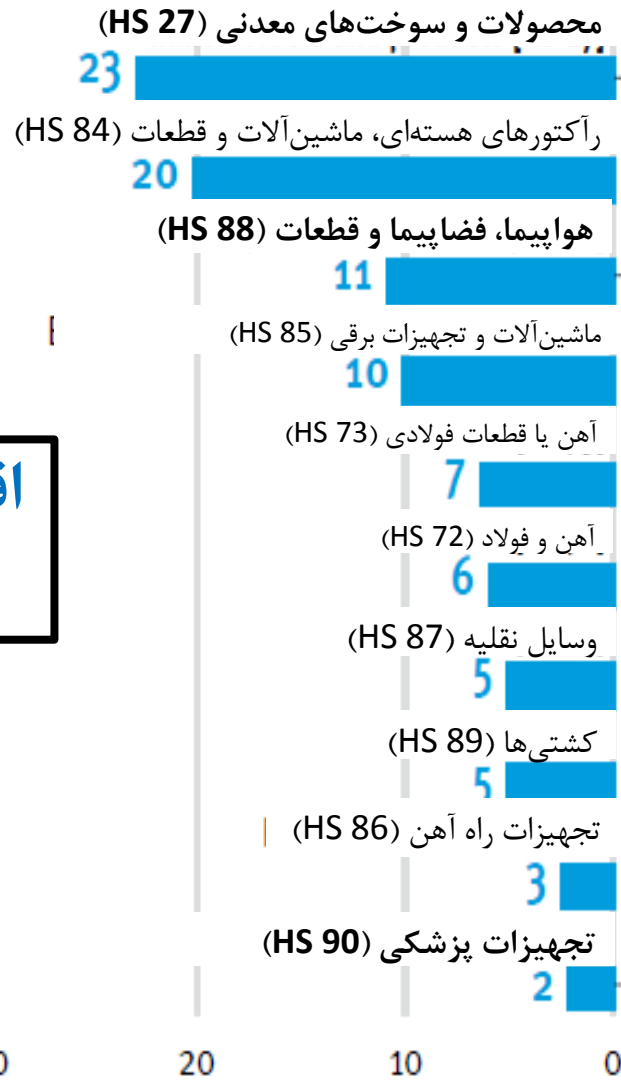 محصولات و سوخت‌های معدنی (HS 27)
23
رآکتورهای هسته‌ای، ماشین‌آلات و قطعات (HS 84)
20
هواپیما، فضاپیما و قطعات (HS 88)
11
ماشین‌آلات و تجهیزات برقی (HS 85)
10
آهن یا قطعات فولادی (HS 73)
7
آهن و فولاد (HS 72)
6
وسایل نقلیه (HS 87)
5
کشتی‌ها (HS 89)
5
تجهیزات راه آهن (HS 86)
3
تجهیزات پزشکی (HS 90)
2
20 10 0